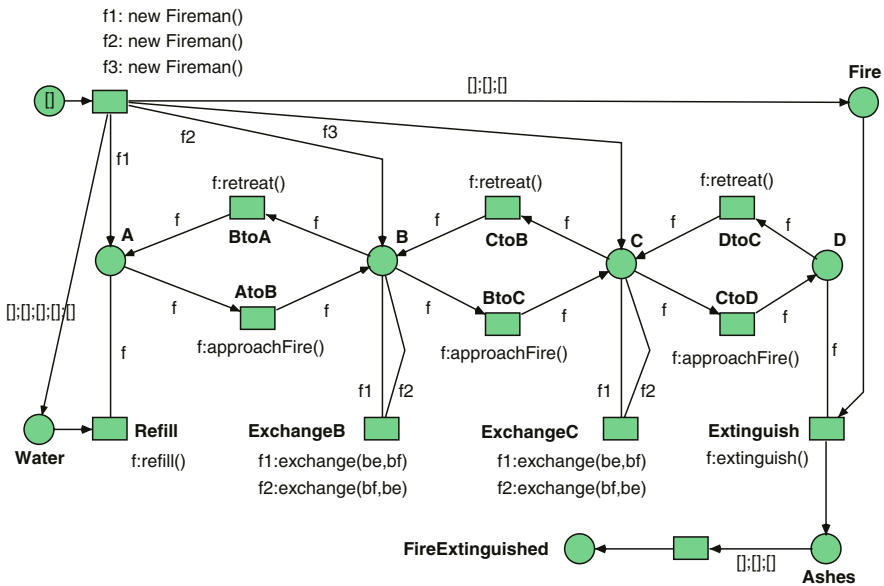 f1: new Fireman()
f2: new Fireman()
f3: new Fireman()
[];[];[]
Fire
[]
f2
f3
f1
f:retreat()
f:retreat()
f:retreat()
f
f
f
f
f
f
A
BtoA
B
CtoB
C
DtoC
D
AtoB
BtoC
CtoD
[];[];[];[];[]
f
f
f
f
f
f
f:approachFire()
f:approachFire()
f:approachFire()
f
f
f1
f2
f1
f2
Refill
ExchangeB
ExchangeC
Extinguish
Water
f:refill()
f1:exchange(be,bf)
f1:exchange(be,bf)
f:extinguish()
f2:exchange(bf,be)
f2:exchange(bf,be)
FireExtinguished
[];[];[]
Ashes